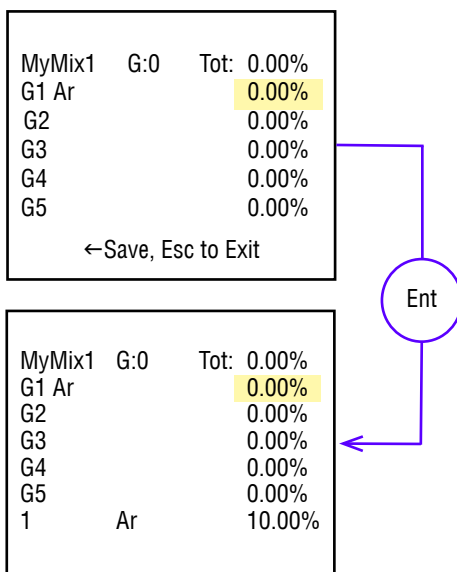 MyMix1 G:0 Tot: 0.00%
G1 Ar 0.00%
G2 0.00%
G3 0.00%
G4 0.00%
G5 0.00%
←Save, Esc to Exit
Ent
MyMix1 G:0 Tot: 0.00%
G1 Ar 0.00%
G2 0.00%
G3 0.00%
G4 0.00%
G5 0.00%
1 Ar 10.00%